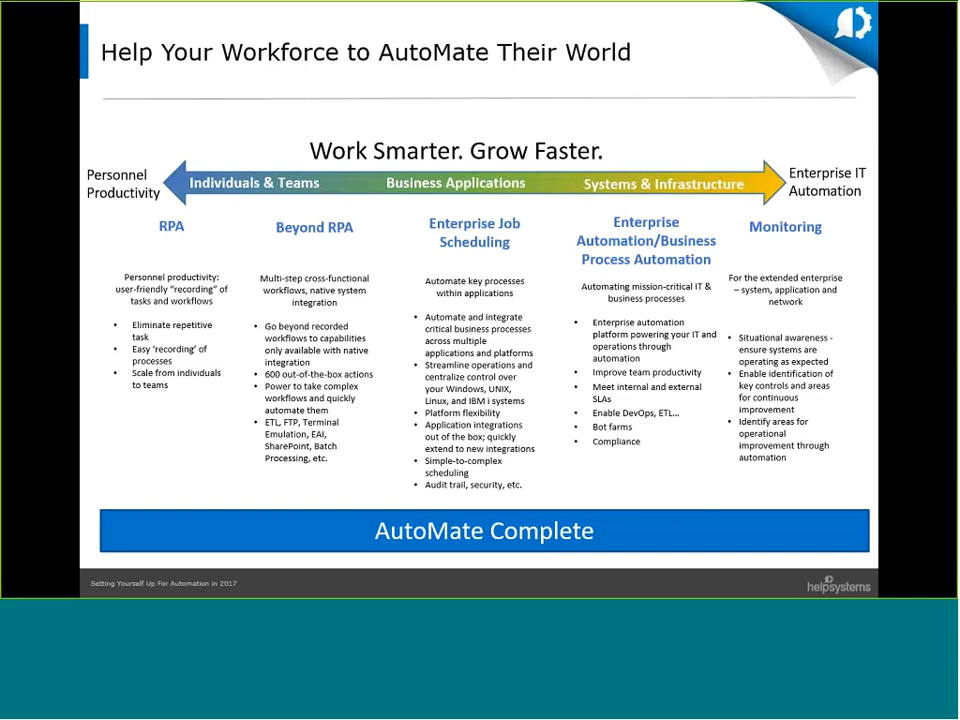 Help Your Workforce to AutoMate Their World
Work Smarter. Grow Faster.
Personnel
Productivity
Individuals & Teams
Business Applications
Systems & Infrastructure
Enterprise IT
Automation
RPA
Personnel productivity:
user-friendly “recording” of
tasks and workflows
• Eliminate repetitive
task
• Easy ‘recording’ of
processes
• Scale from individuals
to teams
Beyond RPA
Multi-step cross-functional
workflows, native system
integration
• Go beyond recorded
workflows to capabilities
only available with native
integration
• 600 out-of-the-box actions
• Power to take complex
workflows and quickly
automate them
• ETL, FTP, Terminal
Emulation, EAI,
SharePoint, Batch
Processing, etc.
Enterprise Job
Scheduling
Automate key processes
within applications
• Automate and integrate
critical business processes
across multiple
applications and platforms
• Streamline operations and
centralize control over
your Windows, UNIX,
Linux, and IBM i systems
• Platform flexibility
• Application integrations
out of the box; quickly
extend to new integrations
• Simple-to-complex
scheduling
• Audit trail, security, etc.
Enterprise
Automation/Business
Process Automation
Automating mission-critical IT &
business processes
• Enterprise automation
platform powering your IT and
operations through
automation
• Improve team productivity
• Meet internal and external
SLAs
• Enable DevOps, ETL…
• Bot farms
• Compliance
Monitoring
For the extended enterprise
– system, application and
network
• Situational awareness -
ensure systems are
operating as expected
• Enable identification of
key controls and areas
for continuous
improvement
• Identify areas for
operational
improvement through
automation
AutoMate Complete
Setting Yourself Up For Automation in 2017
helpsystems